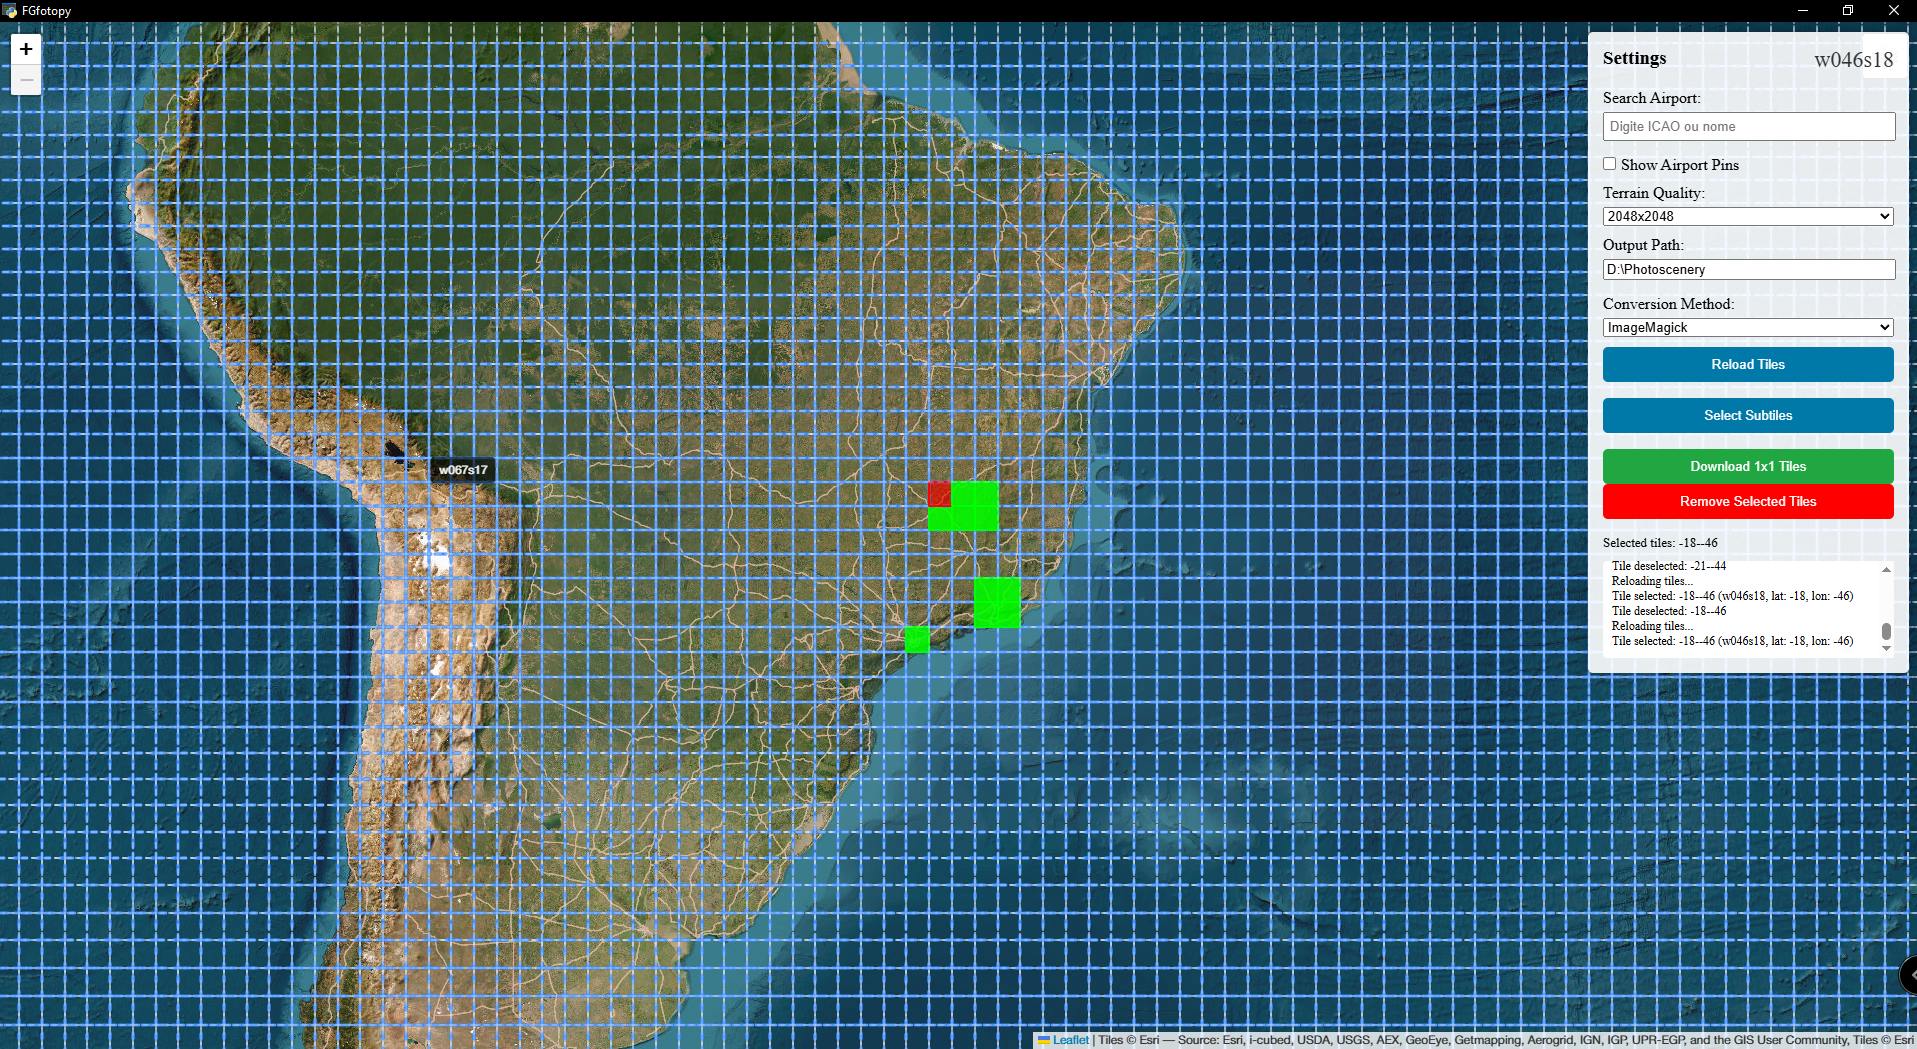 FGfotopy
+
−
Settings
w046s18
Search Airport:
Digite ICAO ou nome
Show Airport Pins
Terrain Quality:
2048x2048
Output Path:
D:\Photoscenery
Conversion Method:
ImageMagick
Reload Tiles
Select Subtiles
Download 1x1 Tiles
Remove Selected Tiles
Selected tiles: -18--46
Tile deselected: -21--44
Reloading tiles...
Tile selected: -18--46 (w046s18, lat: -18, lon: -46)
Tile deselected: -18--46
Reloading tiles...
Tile selected: -18--46 (w046s18, lat: -18, lon: -46)
w067s17
Leaflet | Tiles © Esri — Source: Esri, i-cubed, USDA, USGS, AEX, GeoEye, Getmapping, Aerogrid, IGN, IGP, UPR-EGP, and the GIS User Community, Tiles © Esri